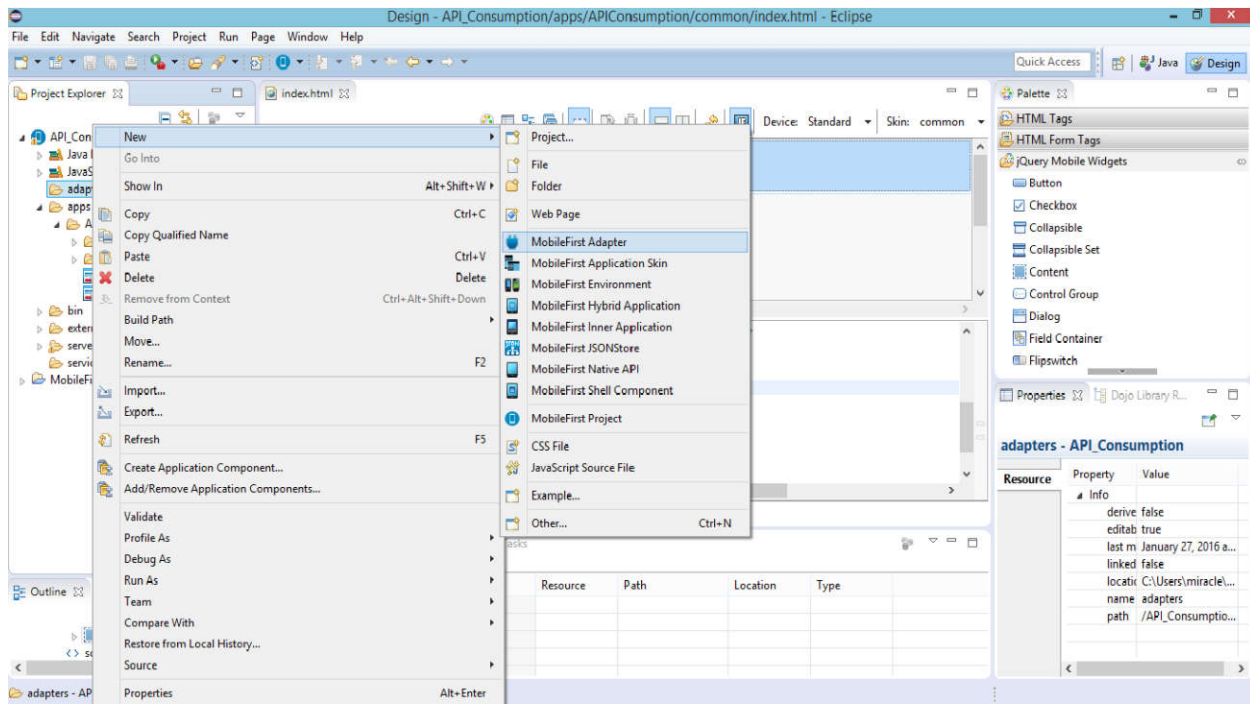 Design - API_Consumption/apps/APIConsumption/common/index.html - Eclipse
File Edit Navigate Search Project Run Page Window Help
Quick Access Java Design
Project Explorer
API_Con
Java
JavaS
adap
apps
A
bin
exter
serve
servic
MobileFi
index.html
Device: Standard Skin: common
New
Go Into
Show In Alt+Shift+W
Copy Ctrl+C
Copy Qualified Name
Paste Ctrl+V
Delete Delete
Remove from Context Ctrl+Alt+Shift+Down
Build Path
Move...
Rename... F2
Import...
Export...
Refresh F5
Create Application Component...
Add/Remove Application Components...
Validate
Profile As
Debug As
Run As
Team
Compare With
Restore from Local History...
Source
Properties Alt+Enter
Project...
File
Folder
Web Page
MobileFirst Adapter
MobileFirst Application Skin
MobileFirst Environment
MobileFirst Hybrid Application
MobileFirst Inner Application
MobileFirst JSONStore
MobileFirst Native API
MobileFirst Shell Component
MobileFirst Project
CSS File
JavaScript Source File
Example...
Other... Ctrl+N
asks
Resource Path Location Type
Palette
HTML Tags
HTML Form Tags
jQuery Mobile Widgets
Button
Checkbox
Collapsible
Collapsible Set
Content
Control Group
Dialog
Field Container
Flipswitch
Properties Dojo Library R...
adapters - API_Consumption
Resource
Property Value
Info
derive false
editab true
last m January 27, 2016 a...
linked false
locatic C:\Users\miracle\...
name adapters
path /API_Consumptio...
Outline
adapters - AP